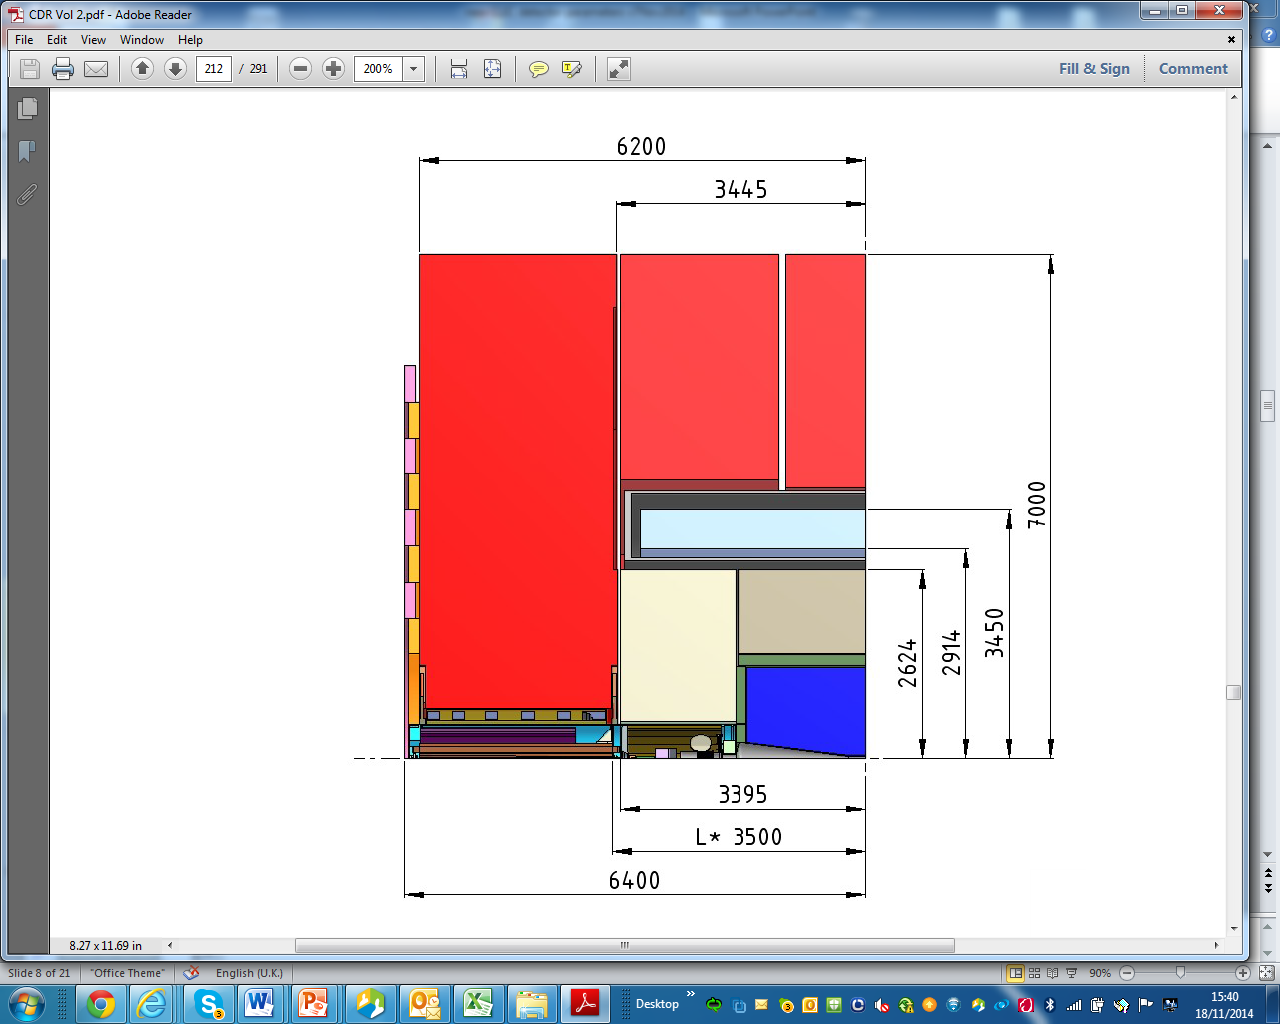 CDR Vol 2.pdf - Adobe Reader
File Edit View Window Help
212 / 291 200% Fill & Sign Comment
6200
3445
7000
3450
2914
2624
3395
L* 3500
6400
8.27 x 11.69 in
Slide 8 of 21 "Office Theme" English (U.K.) 90%
Desktop 15:40
18/11/2014